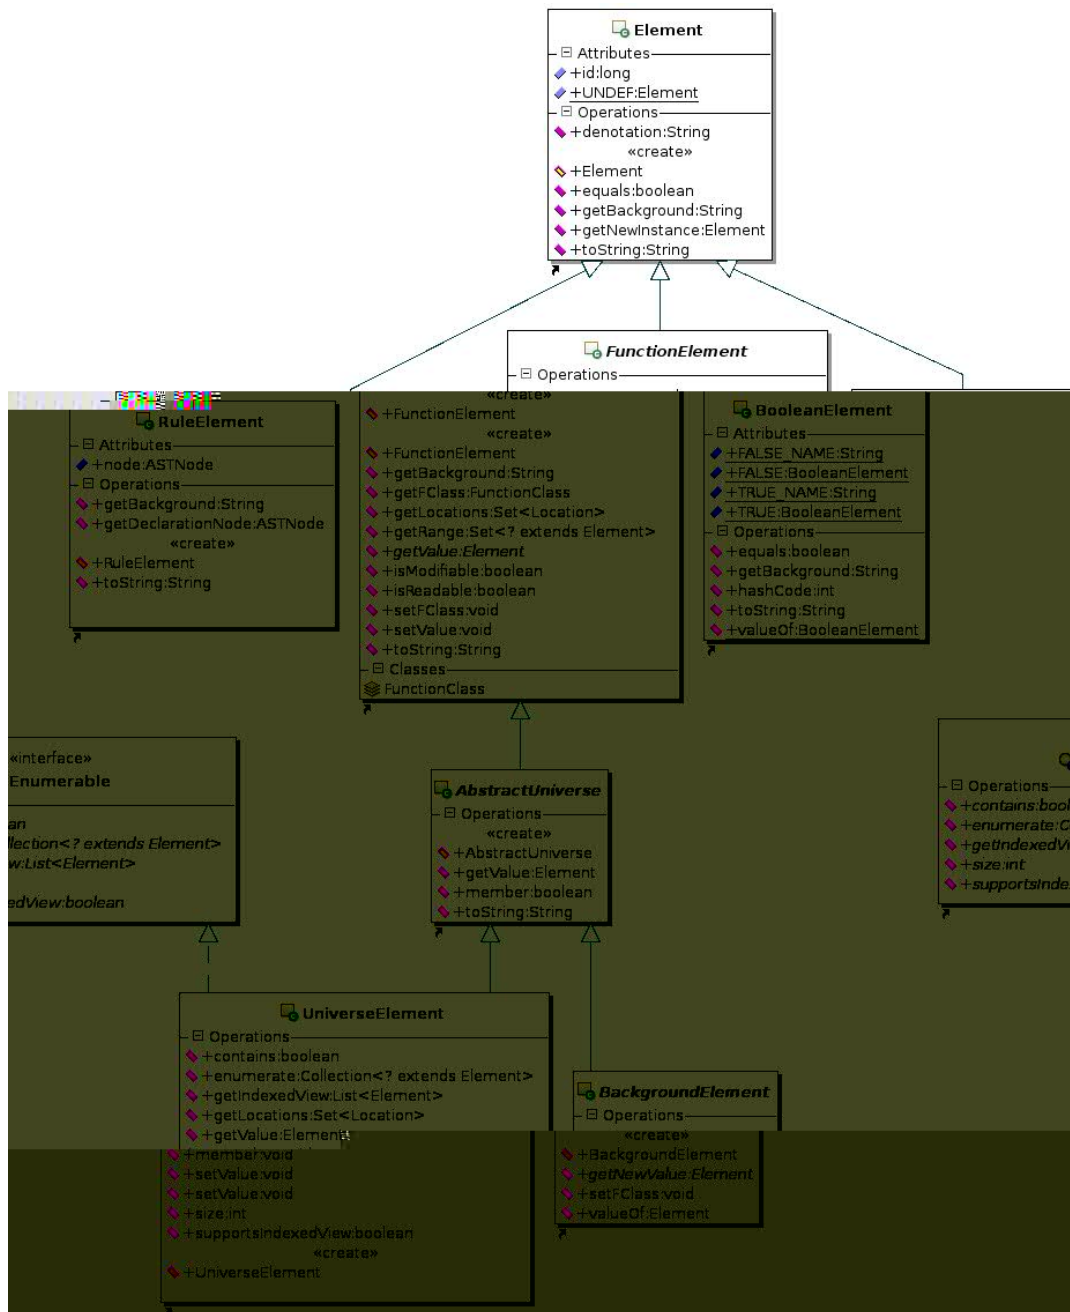 Element
Attributes
+id:long
+UNDEF:Element
Operations
+denotation:String
«create»
+Element
+equals:boolean
+getBackground:String
+getNewInstance:Element
+toString:String
FunctionElement
Operations
«create»
+FunctionElement
«create»
+FunctionElement
+getBackground:String
+getFClass:FunctionClass
+getLocations:Set<Location>
+getRange:Set<? extends Element>
+getValue:Element
+isModifiable:boolean
+isReadable:boolean
+setFClass:void
+setValue:void
+toString:String
Classes
FunctionClass
RuleElement
Attributes
+node:ASTNode
Operations
+getBackground:String
+getDeclarationNode:ASTNode
«create»
+RuleElement
+toString:String
BooleanElement
Attributes
+FALSE_NAME:String
+FALSE:BooleanElement
+TRUE_NAME:String
+TRUE:BooleanElement
Operations
+equals:boolean
+getBackground:String
+hashCode:int
+toString:String
+valueOf:BooleanElement
«interface»
Enumerable
an
llection<? extends Element>
w:List<Element>
edView:boolean
AbstractUniverse
Operations
«create»
+AbstractUniverse
+getValue:Element
+member:boolean
+toString:String
Operations
+contains:bool
+enumerate:C
+getIndexedVi
+size:int
+supportsInde
UniverseElement
Operations
+contains:boolean
+enumerate:Collection<? extends Element>
+getIndexedView:List<Element>
+getLocations:Set<Location>
+getValue:Element
+member:void
+setValue:void
+setValue:void
+size:int
+supportsIndexedView:boolean
«create»
+UniverseElement
BackgroundElement
Operations
«create»
+BackgroundElement
+getNewValue:Element
+setFClass:void
+valueOf:Element